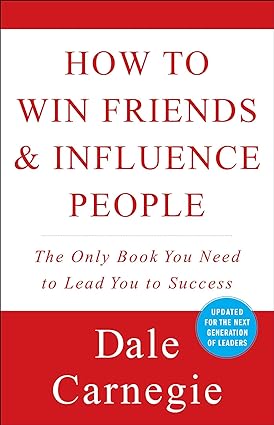 HOW TO
WIN FRIENDS
& INFLUENCE
PEOPLE
The Only Book You Need
to Lead You to Success
UPDATED
FOR THE NEXT
GENERATION
OF LEADERS
Dale
Carnegie